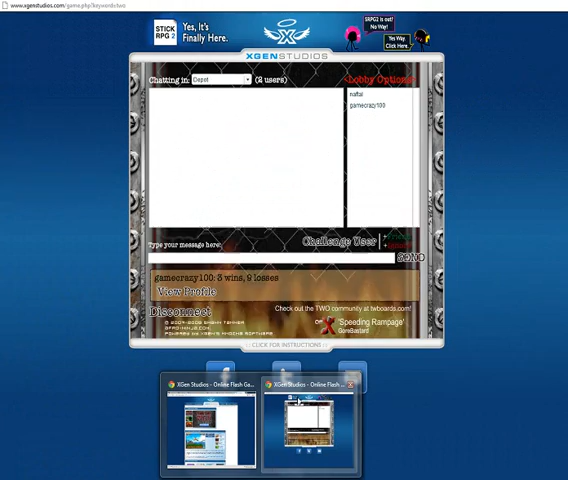 www.xgenstudios.com/game.php?keyword=two
STICK RPG 2
Yes, It's
Finally Here.
SRPG2 is out!
No Way!
Yes Way.
Click Here.
XGENSTUDIOS
Chatting in: Depot (2 users)
<Lobby Options>
naffal
gamecrazy100
Type your message here:
Challenge User
SEND
gamecrazy100: 3 wins, 9 losses
View Profile
Disconnect
Check out the TWO community at twboards.com!
"Speeding Rampage"
GoreBastard
CLICK FOR INSTRUCTIONS
XGen Studios - Online Flash Ga...
XGen Studios - Online Flash ...